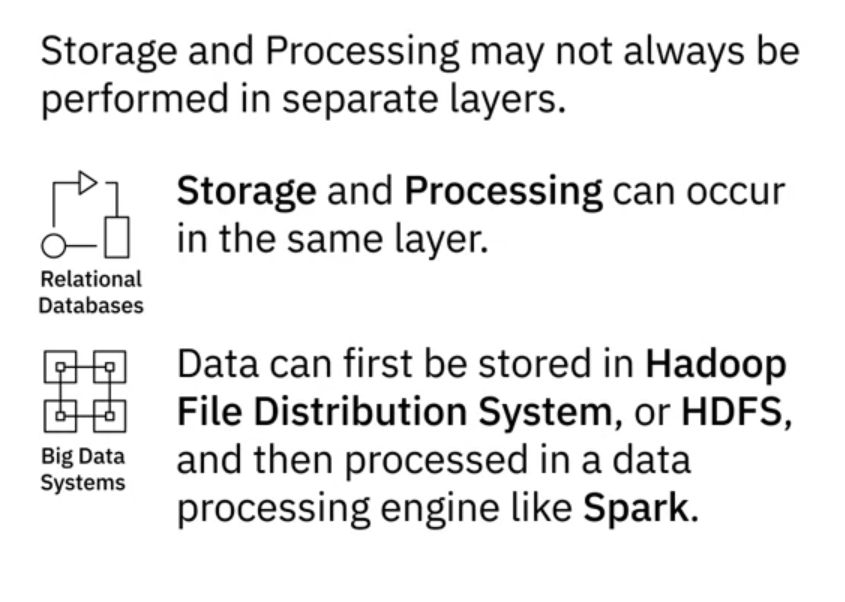 Storage and Processing may not always be
performed in separate layers.
Storage and Processing can occur
in the same layer.
Relational
Databases
Data can first be stored in Hadoop
File Distribution System, or HDFS,
and then processed in a data
processing engine like Spark.
Big Data
Systems